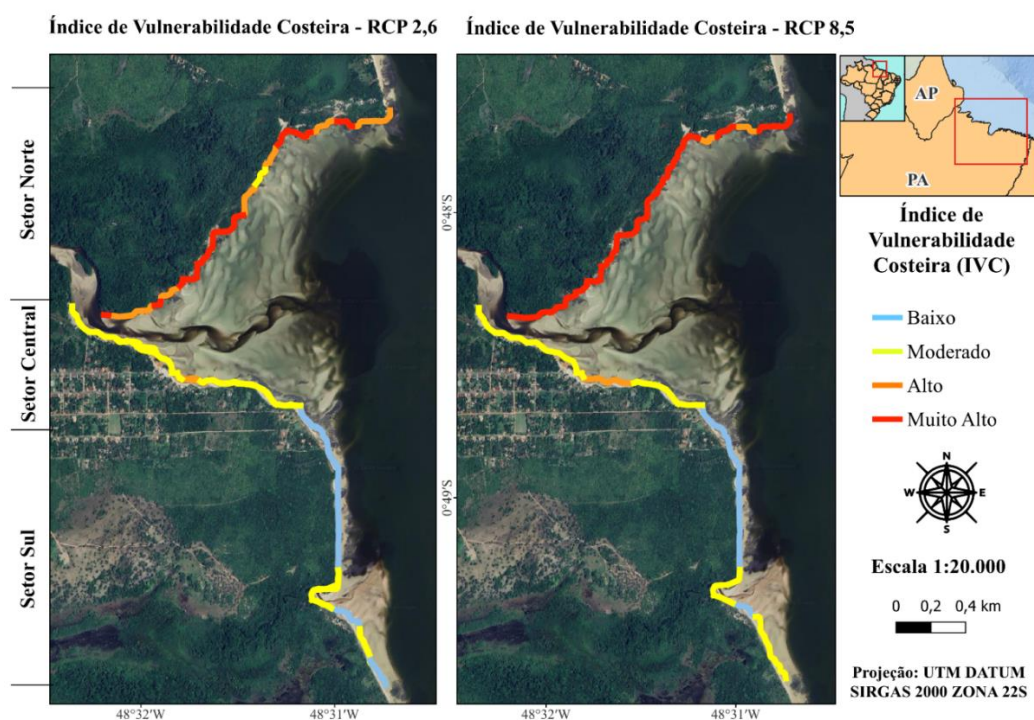 Índice de Vulnerabilidade Costeira - RCP 2,6
Índice de Vulnerabilidade Costeira - RCP 8,5
Setor Norte
Setor Central
Setor Sul
0°48'S
0°49'S
48°32'W
48°31'W
48°32'W
48°31'W
AP
PA
Índice de
Vulnerabilidade
Costeira (IVC)
Baixo
Moderado
Alto
Muito Alto
N
W
E
S
Escala 1:20.000
0 0,2 0,4 km
Projeção: UTM DATUM
SIRGAS 2000 ZONA 22S